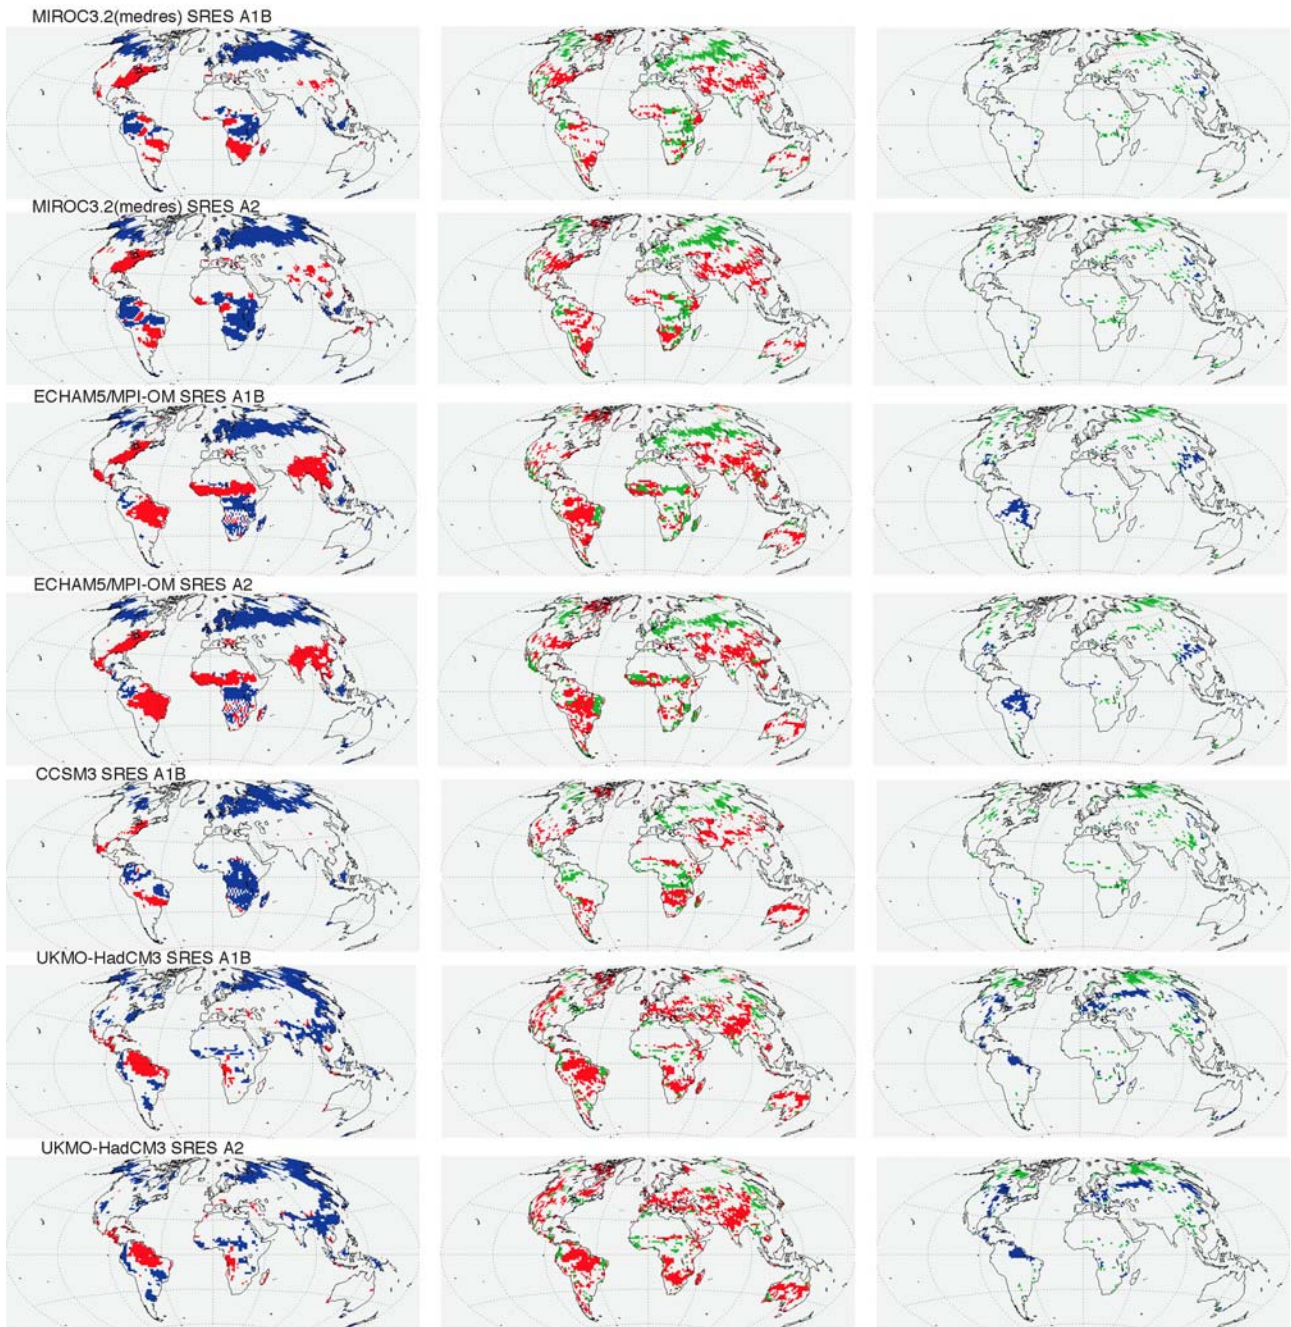 MIROC3.2(medres) SRES A1B
MIROC3.2(medres) SRES A2
ECHAM5/MPI-OM SRES A1B
ECHAM5/MPI-OM SRES A2
CCSM3 SRES A1B
UKMO-HadCM3 SRES A1B
UKMO-HadCM3 SRES A2